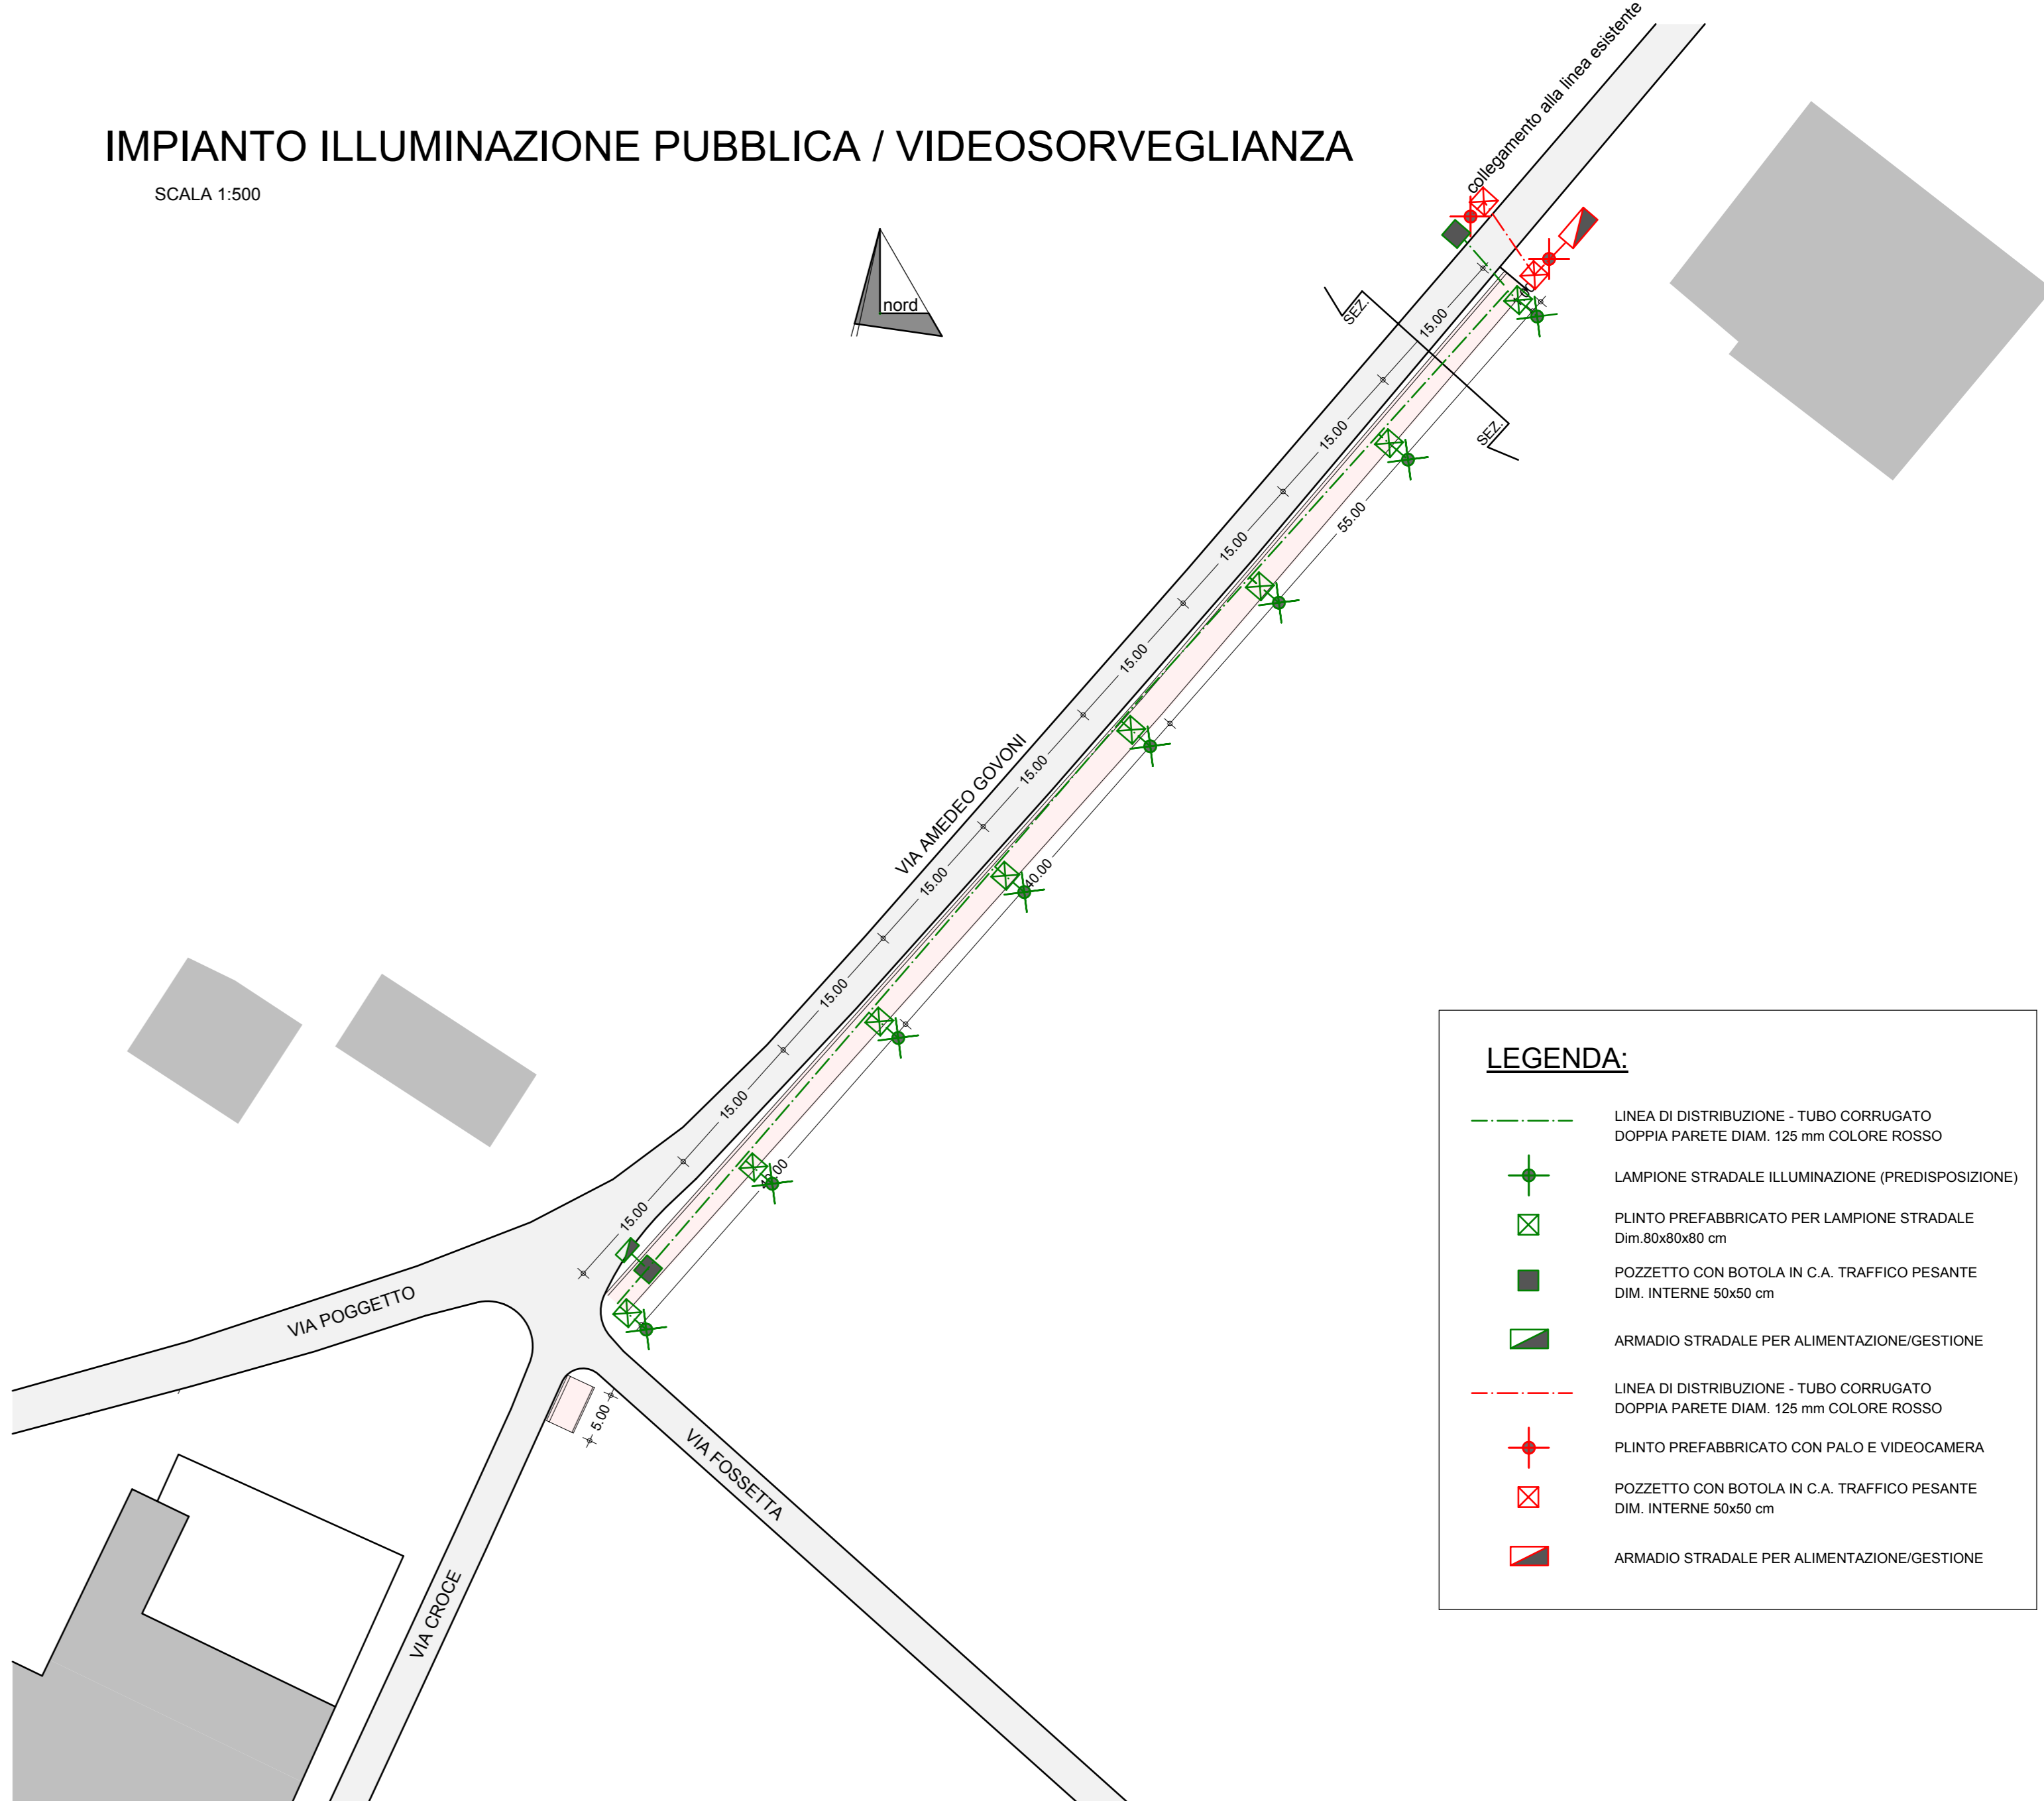 IMPIANTO ILLUMINAZIONE PUBBLICA / VIDEOSORVEGLIANZA
SCALA 1:500
nord
collegamento alla linea esistente
SEZ.
SEZ.
15.00
15.00
15.00
15.00
15.00
15.00
15.00
15.00
15.00
55.00
40.00
VIA AMEDEO GOVONI
VIA POGGETTO
5.00
VIA FOSSETTA
VIA CROCE
LEGENDA:
LINEA DI DISTRIBUZIONE - TUBO CORRUGATO
DOPPIA PARETE DIAM. 125 mm COLORE ROSSO
LAMPIONE STRADALE ILLUMINAZIONE (PREDISPOSIZIONE)
PLINTO PREFABBRICATO PER LAMPIONE STRADALE
Dim.80x80x80 cm
POZZETTO CON BOTOLA IN C.A. TRAFFICO PESANTE
DIM. INTERNE 50x50 cm
ARMADIO STRADALE PER ALIMENTAZIONE/GESTIONE
LINEA DI DISTRIBUZIONE - TUBO CORRUGATO
DOPPIA PARETE DIAM. 125 mm COLORE ROSSO
PLINTO PREFABBRICATO CON PALO E VIDEOCAMERA
POZZETTO CON BOTOLA IN C.A. TRAFFICO PESANTE
DIM. INTERNE 50x50 cm
ARMADIO STRADALE PER ALIMENTAZIONE/GESTIONE